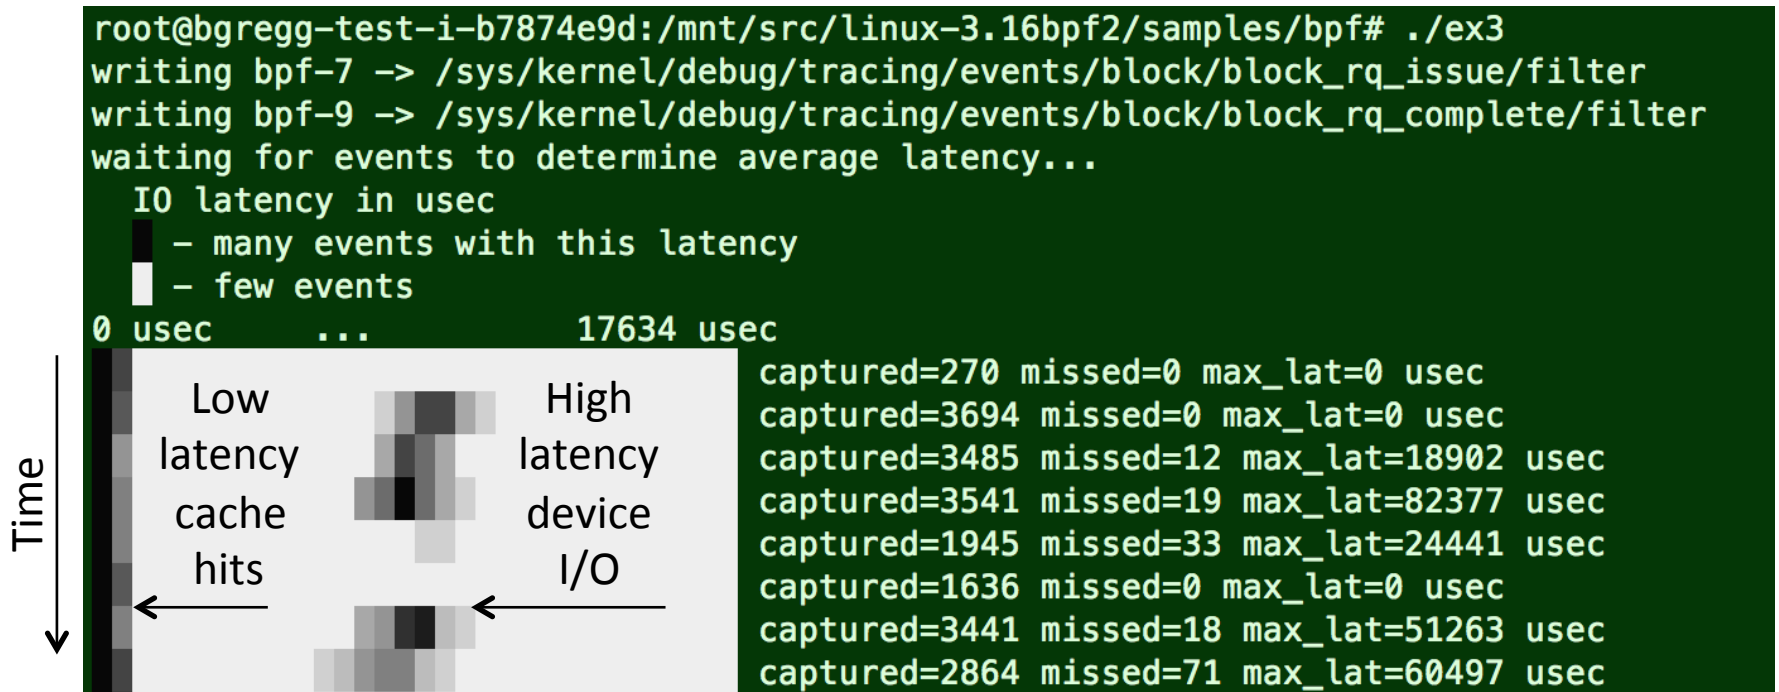 root@bgregg-test-i-b7874e9d:/mnt/src/linux-3.16bpf2/samples/bpf# ./ex3
writing bpf-7 -> /sys/kernel/debug/tracing/events/block/block_rq_issue/filter
writing bpf-9 -> /sys/kernel/debug/tracing/events/block/block_rq_complete/filter
waiting for events to determine average latency...
IO latency in usec
- many events with this latency
- few events
0 usec ... 17634 usec
captured=270 missed=0 max_lat=0 usec
captured=3694 missed=0 max_lat=0 usec
captured=3485 missed=12 max_lat=18902 usec
captured=3541 missed=19 max_lat=82377 usec
captured=1945 missed=33 max_lat=24441 usec
captured=1636 missed=0 max_lat=0 usec
captured=3441 missed=18 max_lat=51263 usec
captured=2864 missed=71 max_lat=60497 usec
Low
latency
cache
hits
High
latency
device
I/O
Time